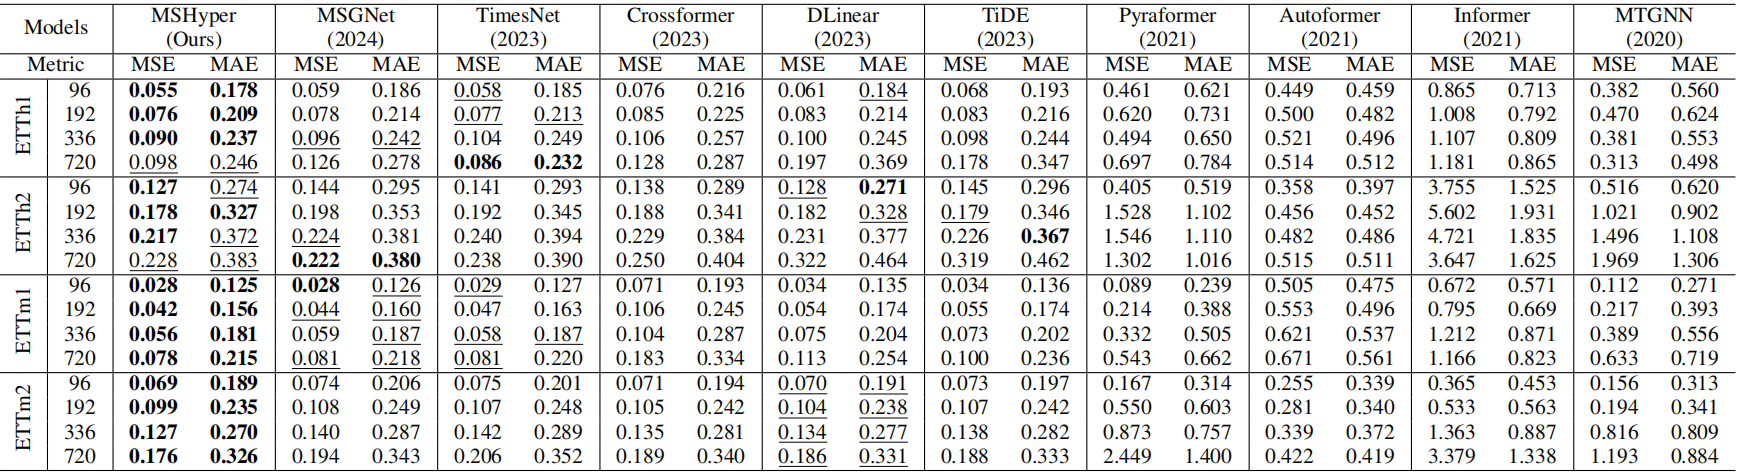 Models MSHyper MSGNet TimesNet Crossformer DLinear TiDE Pyraformer Autoformer Informer MTGNN
(Ours) (2024) (2023) (2023) (2023) (2023) (2021) (2021) (2021) (2020)
Metric MSE MAE MSE MAE MSE MAE MSE MAE MSE MAE MSE MAE MSE MAE MSE MAE MSE MAE MSE MAE
ETTh1
96 0.055 0.178 0.059 0.186 0.058 0.185 0.076 0.216 0.061 0.184 0.068 0.193 0.461 0.621 0.449 0.459 0.865 0.713 0.382 0.560
192 0.076 0.209 0.078 0.214 0.077 0.213 0.085 0.225 0.083 0.214 0.083 0.216 0.620 0.731 0.500 0.482 1.008 0.792 0.470 0.624
336 0.090 0.237 0.096 0.242 0.104 0.249 0.106 0.257 0.100 0.245 0.098 0.244 0.494 0.650 0.521 0.496 1.107 0.809 0.381 0.553
720 0.098 0.246 0.126 0.278 0.086 0.232 0.128 0.287 0.197 0.369 0.178 0.347 0.697 0.784 0.514 0.512 1.181 0.865 0.313 0.498
ETTh2
96 0.127 0.274 0.144 0.295 0.141 0.293 0.138 0.289 0.128 0.271 0.145 0.296 0.405 0.519 0.358 0.397 3.755 1.525 0.516 0.620
192 0.178 0.327 0.198 0.353 0.192 0.345 0.188 0.341 0.182 0.328 0.179 0.346 1.528 1.102 0.456 0.452 5.602 1.931 1.021 0.902
336 0.217 0.372 0.224 0.381 0.240 0.394 0.229 0.384 0.231 0.377 0.226 0.367 1.546 1.110 0.482 0.486 4.721 1.835 1.496 1.108
720 0.228 0.383 0.222 0.380 0.238 0.390 0.250 0.404 0.322 0.464 0.319 0.462 1.302 1.016 0.515 0.511 3.647 1.625 1.969 1.306
ETTm1
96 0.028 0.125 0.028 0.126 0.029 0.127 0.071 0.193 0.034 0.135 0.034 0.136 0.089 0.239 0.505 0.475 0.672 0.571 0.112 0.271
192 0.042 0.156 0.044 0.160 0.047 0.163 0.106 0.245 0.054 0.174 0.055 0.174 0.214 0.388 0.553 0.496 0.795 0.669 0.217 0.393
336 0.056 0.181 0.059 0.187 0.058 0.187 0.104 0.287 0.075 0.204 0.073 0.202 0.332 0.505 0.621 0.537 1.212 0.871 0.389 0.556
720 0.078 0.215 0.081 0.218 0.081 0.220 0.183 0.334 0.113 0.254 0.100 0.236 0.543 0.662 0.671 0.561 1.166 0.823 0.633 0.719
ETTm2
96 0.069 0.189 0.074 0.206 0.075 0.201 0.071 0.194 0.070 0.191 0.073 0.197 0.167 0.314 0.255 0.339 0.365 0.453 0.156 0.313
192 0.099 0.235 0.108 0.249 0.107 0.248 0.105 0.242 0.104 0.238 0.107 0.242 0.550 0.603 0.281 0.340 0.533 0.563 0.194 0.341
336 0.127 0.270 0.140 0.287 0.142 0.289 0.135 0.281 0.134 0.277 0.138 0.282 0.873 0.757 0.339 0.372 1.363 0.887 0.816 0.809
720 0.176 0.326 0.194 0.343 0.206 0.352 0.189 0.340 0.186 0.331 0.188 0.333 2.449 1.400 0.422 0.419 3.379 1.338 1.193 0.884